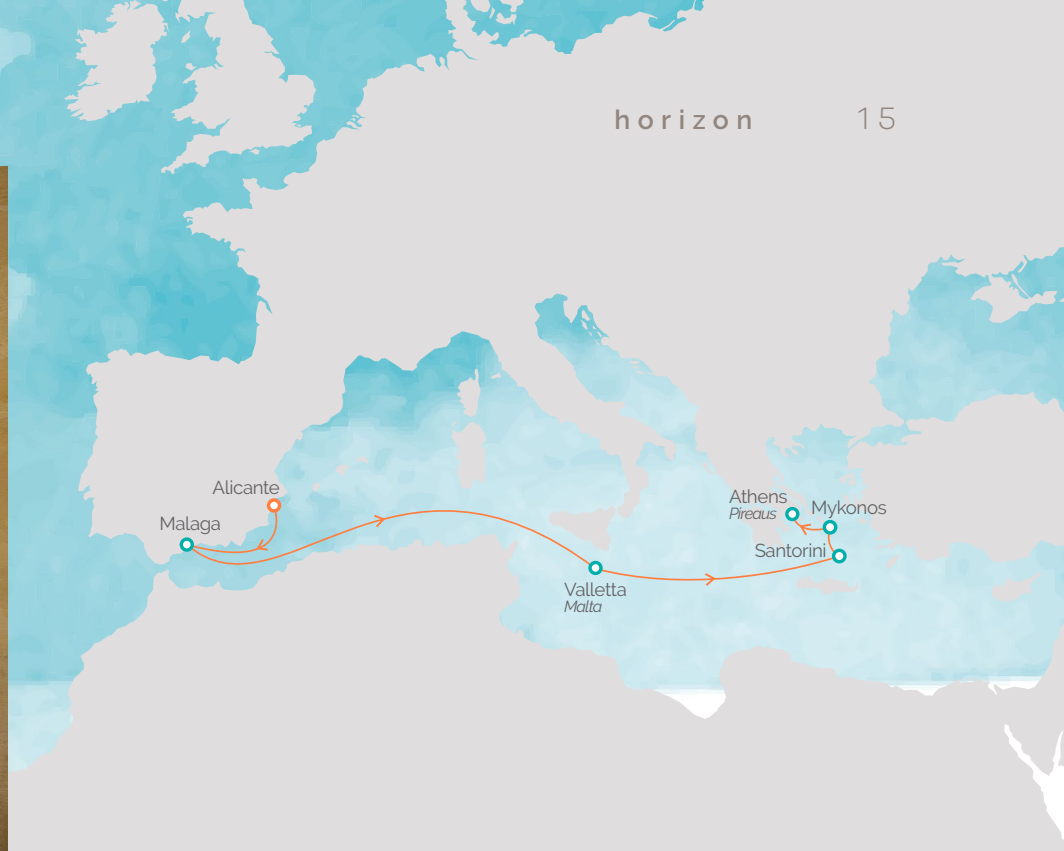 horizon 15
Alicante
Malaga
Athens
Pireaus
Mykonos
Santorini
Valletta
Malta